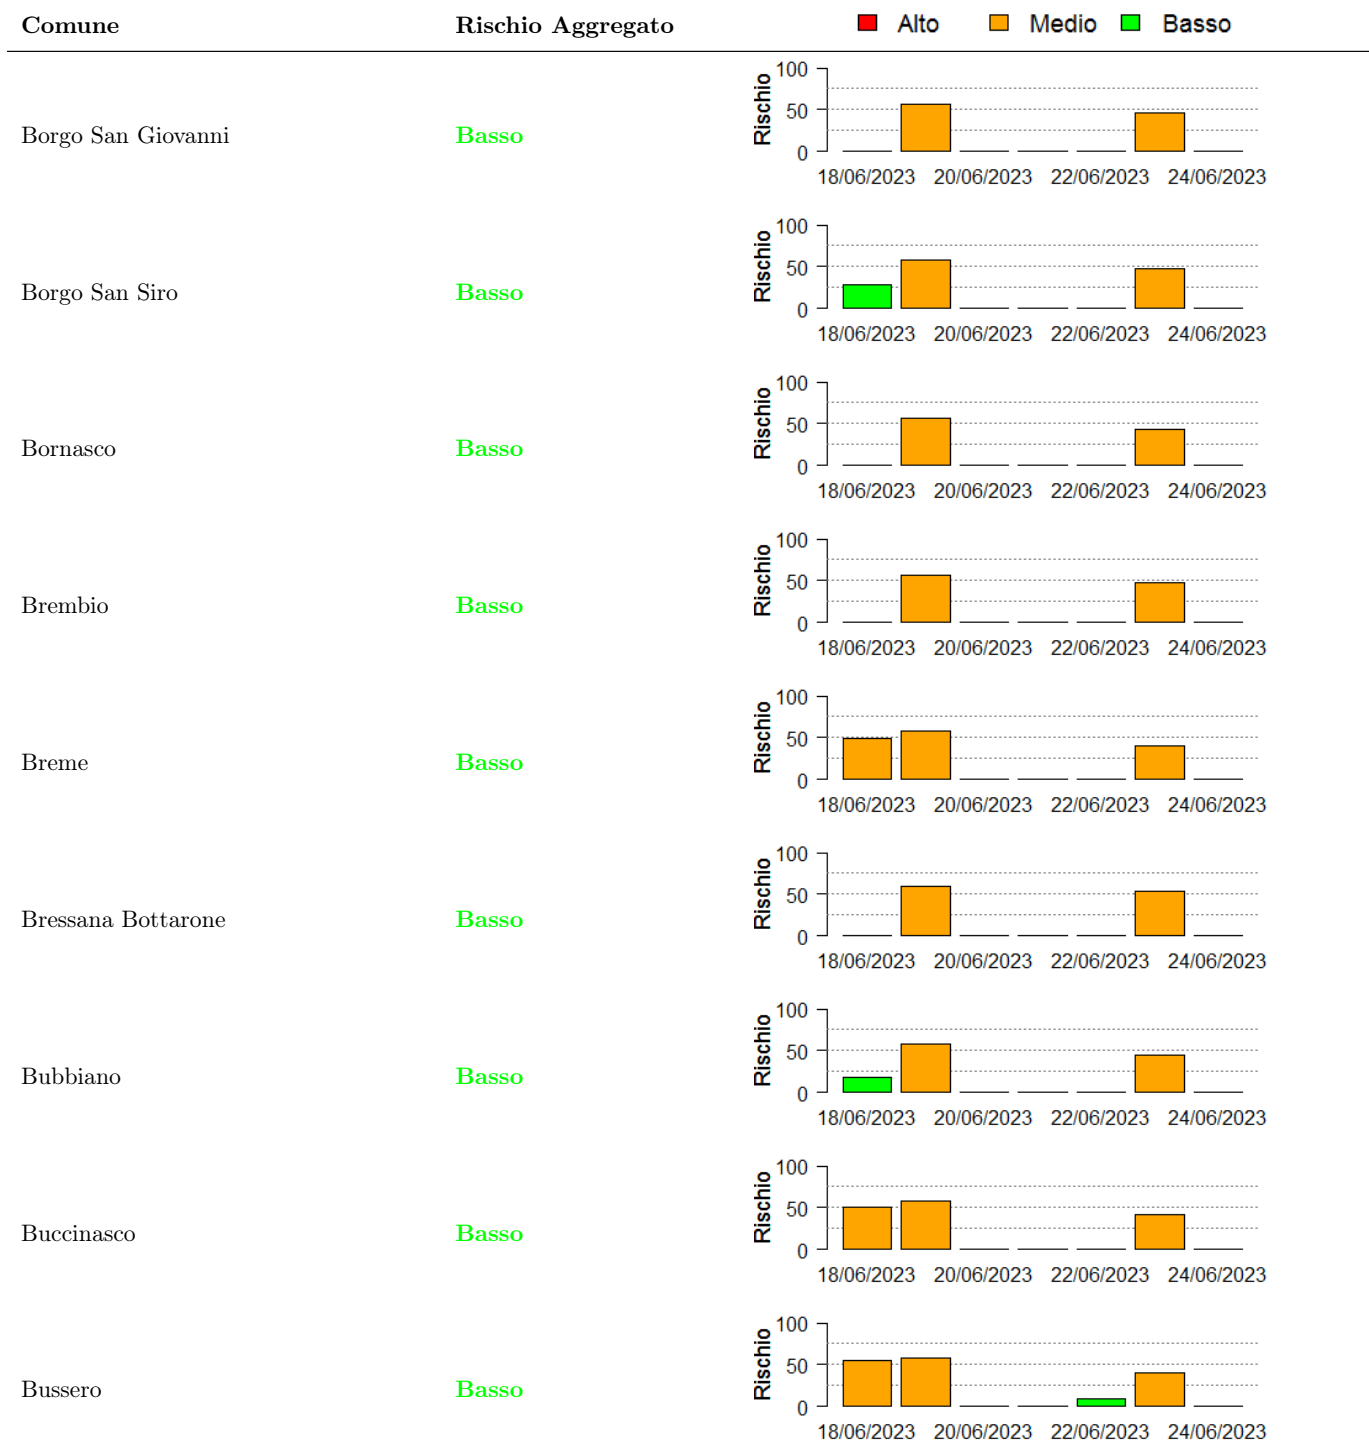 Comune Rischio Aggregato Alto Medio Basso
100
50
0
Rischio
Borgo San Giovanni Basso
18/06/2023 20/06/2023 22/06/2023 24/06/2023
100
50
0
Rischio
Borgo San Siro Basso
18/06/2023 20/06/2023 22/06/2023 24/06/2023
100
50
0
Rischio
Bornasco Basso
18/06/2023 20/06/2023 22/06/2023 24/06/2023
100
50
0
Rischio
Brembio Basso
18/06/2023 20/06/2023 22/06/2023 24/06/2023
100
50
0
Rischio
Breme Basso
18/06/2023 20/06/2023 22/06/2023 24/06/2023
100
50
0
Rischio
Bressana Bottarone Basso
18/06/2023 20/06/2023 22/06/2023 24/06/2023
100
50
0
Rischio
Bubbiano Basso
18/06/2023 20/06/2023 22/06/2023 24/06/2023
100
50
0
Rischio
Buccinasco Basso
18/06/2023 20/06/2023 22/06/2023 24/06/2023
100
50
0
Rischio
Bussero Basso
18/06/2023 20/06/2023 22/06/2023 24/06/2023